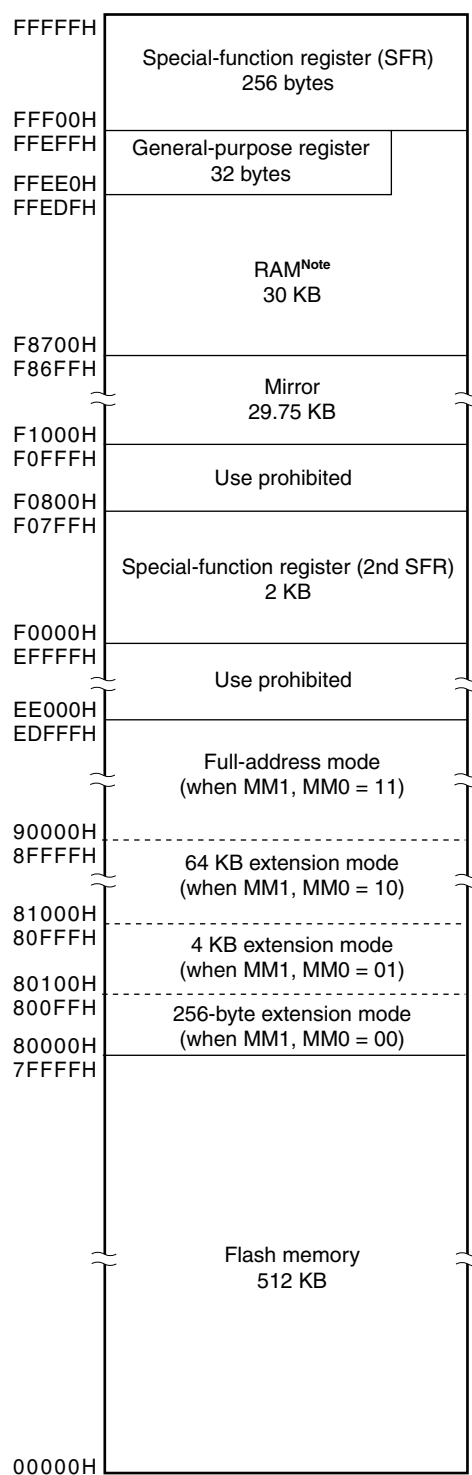 FFFFFH
Special-function register (SFR)
256 bytes
FFF00H
FFEFFH
General-purpose register
32 bytes
FFEE0H
FFEDFH
RAMNote
30 KB
F8700H
F86FFH
Mirror
29.75 KB
F1000H
F0FFFH
Use prohibited
F0800H
F07FFH
Special-function register (2nd SFR)
2 KB
F0000H
EFFFFH
Use prohibited
EE000H
EDFFFH
Full-address mode
(when MM1, MM0 = 11)
90000H
8FFFFH
64 KB extension mode
(when MM1, MM0 = 10)
81000H
80FFFH
4 KB extension mode
(when MM1, MM0 = 01)
80100H
800FFH
256-byte extension mode
(when MM1, MM0 = 00)
80000H
7FFFFH
Flash memory
512 KB
00000H